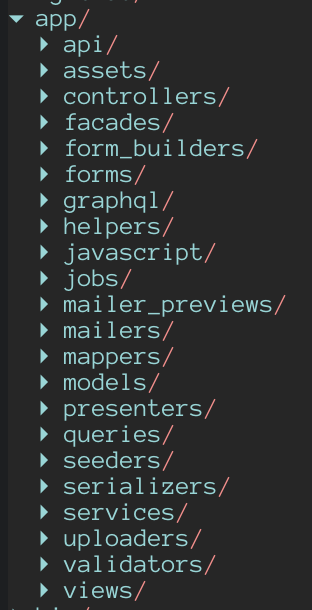 app/
api/
assets/
controllers/
facades/
form_builders/
forms/
graphql/
helpers/
javascript/
jobs/
mailer_previews/
mailers/
mappers/
models/
presenters/
queries/
seeders/
serializers/
services/
uploaders/
validators/
views/